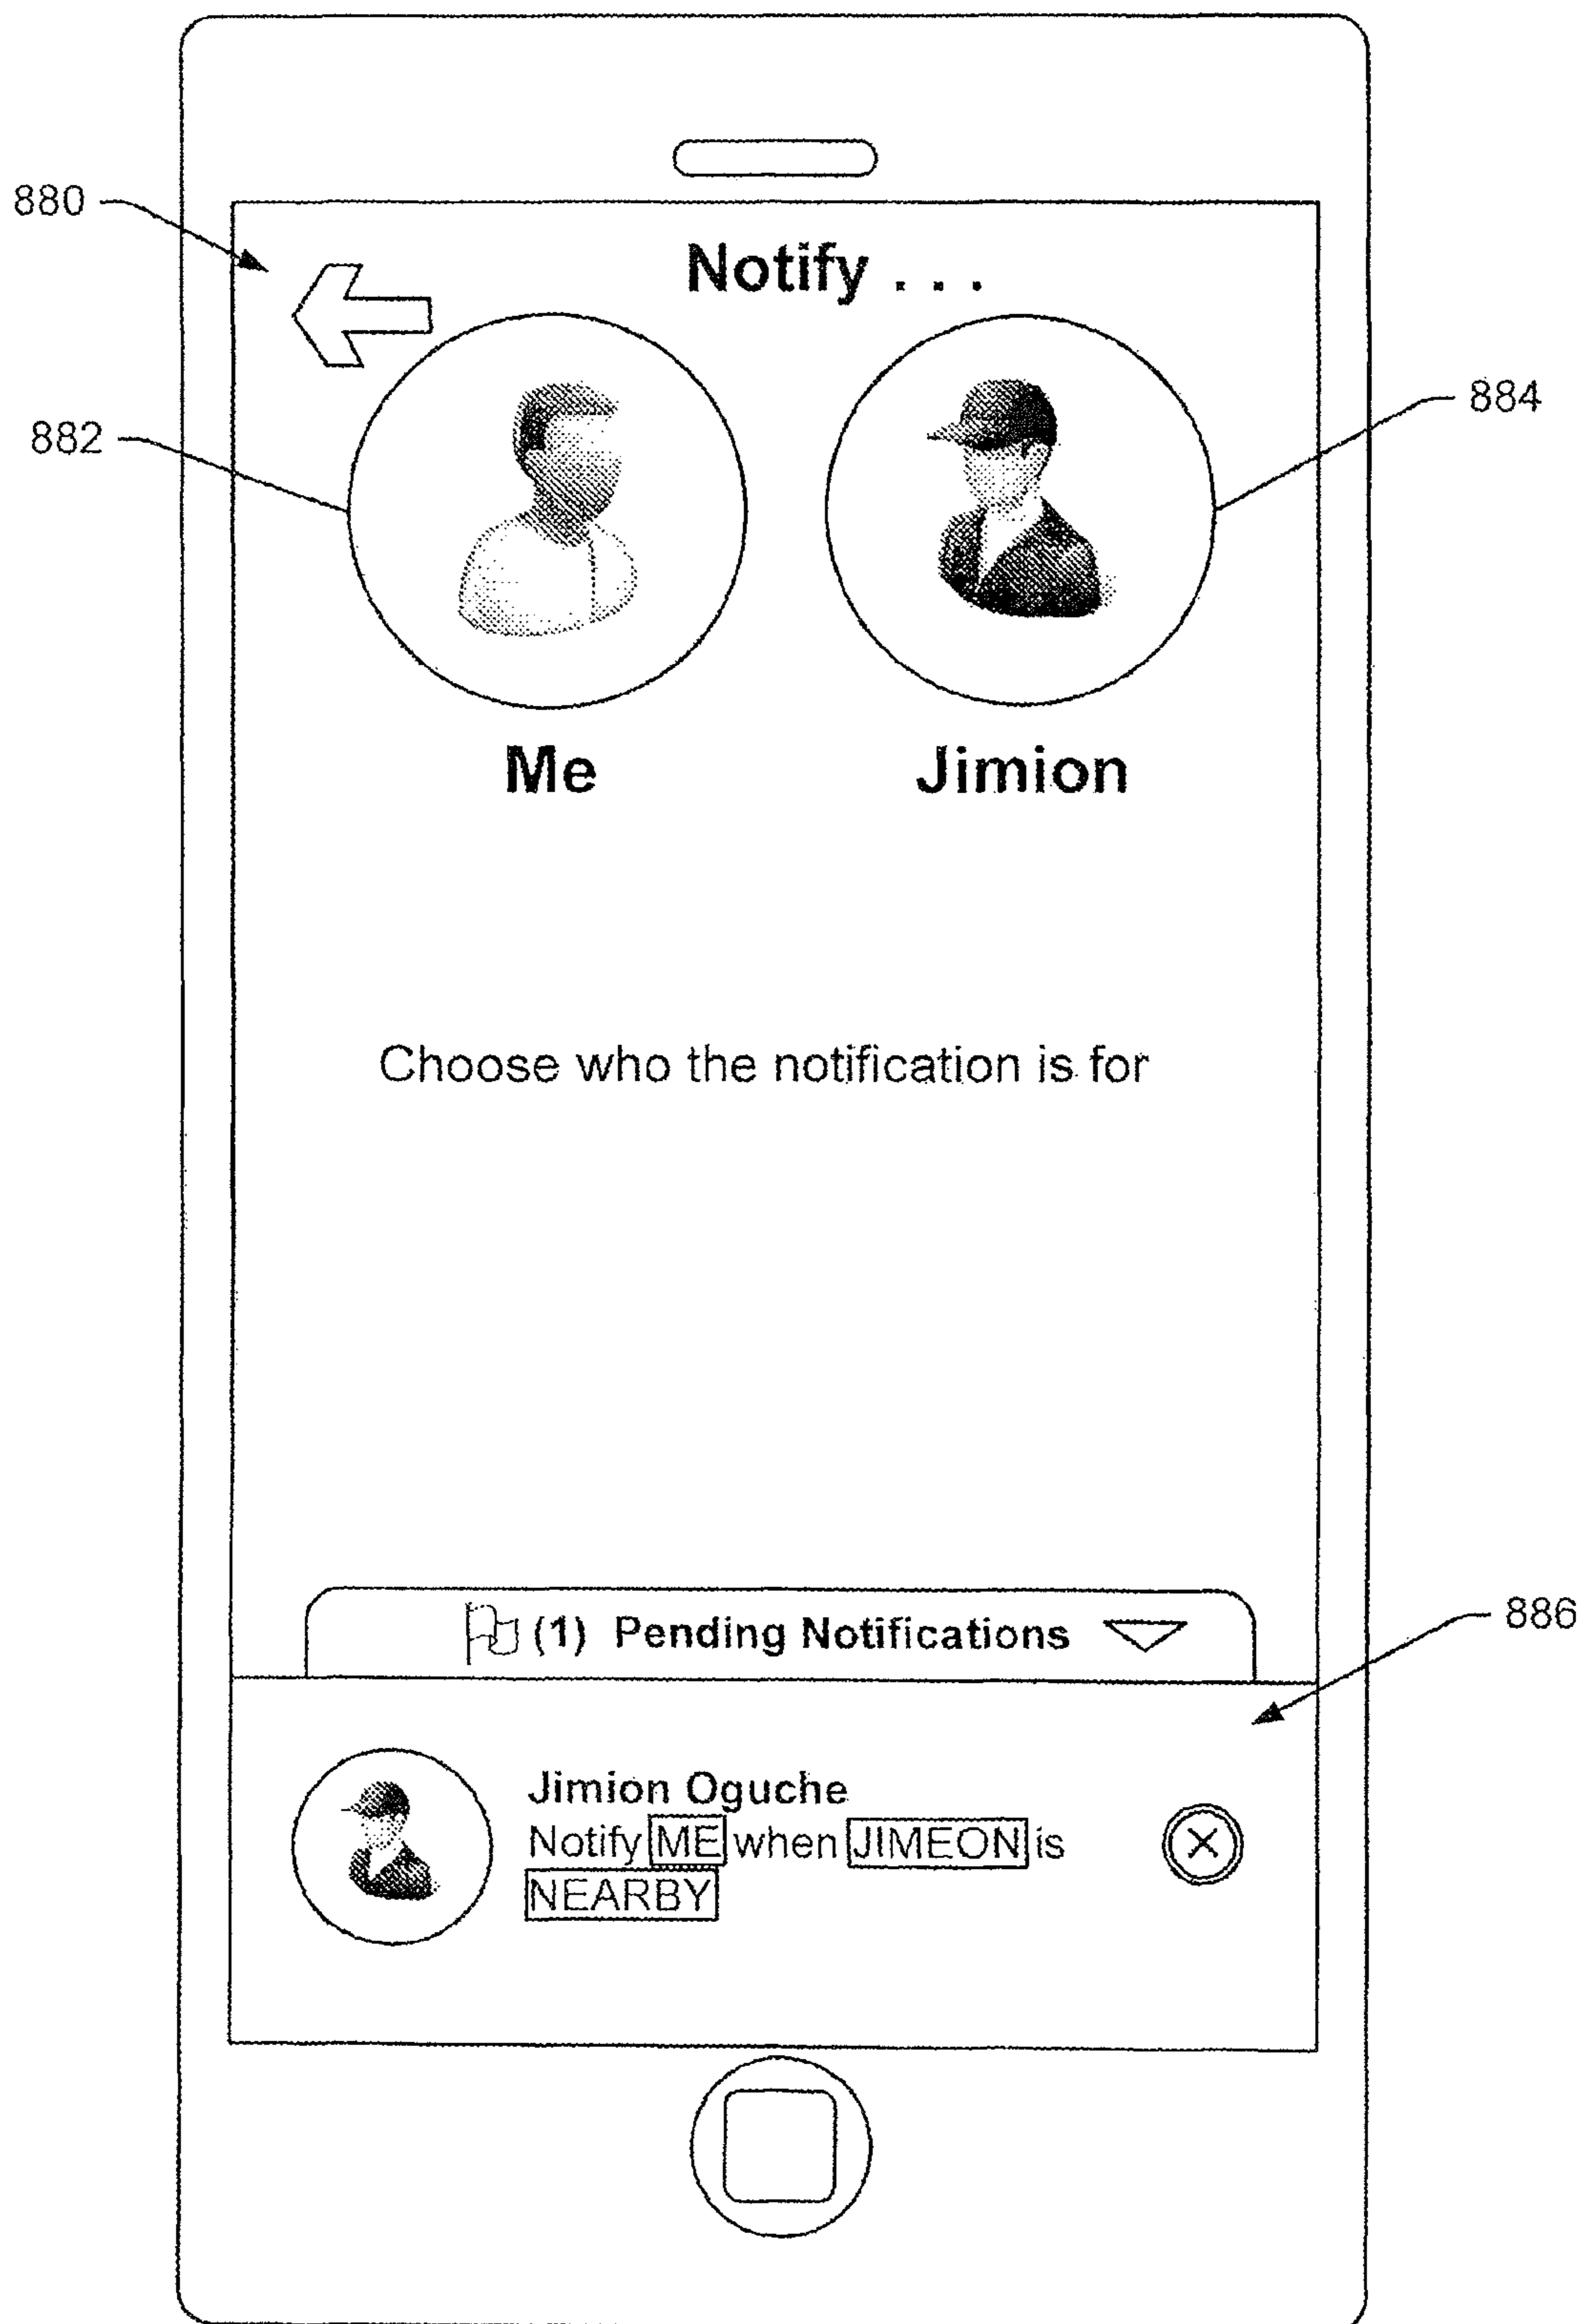 880
Notify . . .
882
884
Me
Jimion
Choose who the notification is for
(1) Pending Notifications
886
Jimion Oguche
Notify ME when JIMEON is
NEARBY